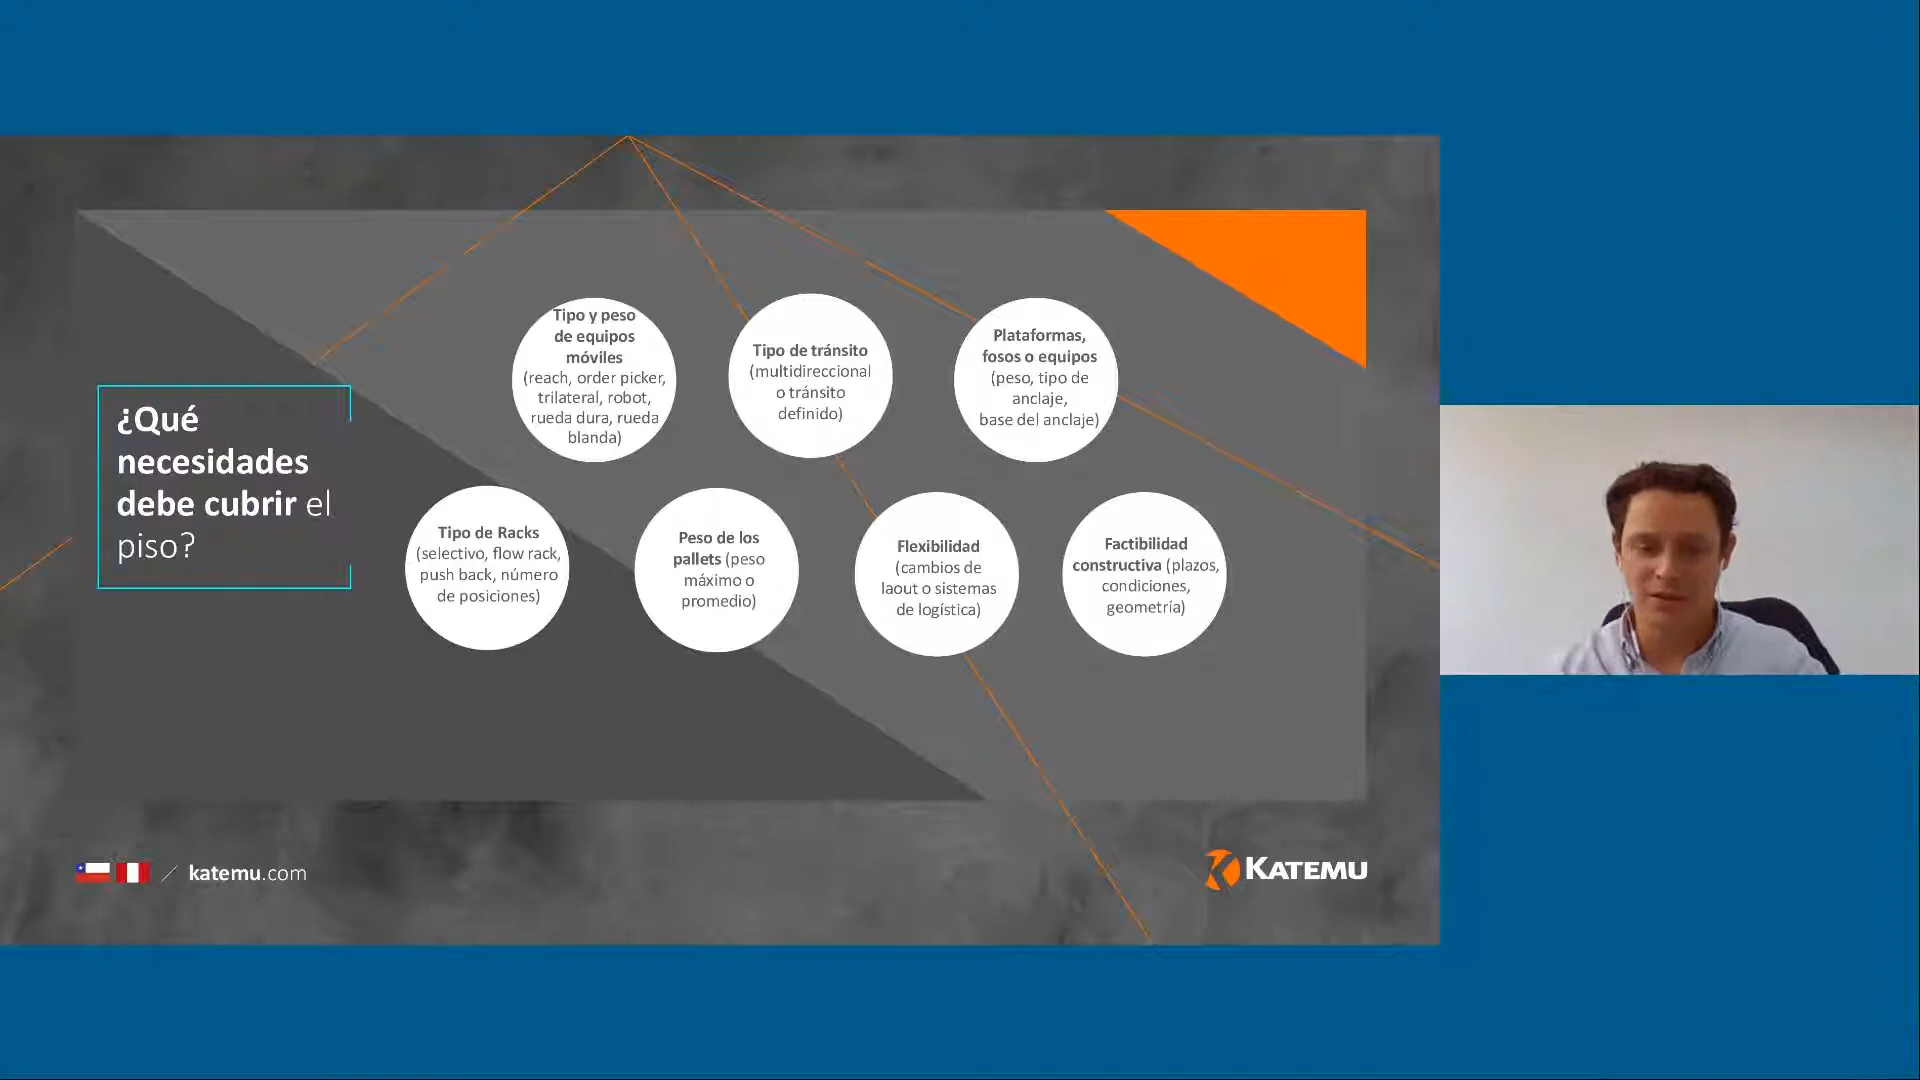 ¿Qué
necesidades
debe cubrir el
piso?
Tipo y peso
de equipos
móviles
(reach, order picker,
trilateral, robot,
rueda dura, rueda
blanda)
Tipo de tránsito
(multidireccional
o tránsito
definido)
Plataformas,
fosos o equipos
(peso, tipo de
anclaje,
base del anclaje)
Tipo de Racks
(selectivo, flow rack,
push back, número
de posiciones)
Peso de los
pallets (peso
máximo o
promedio)
Flexibilidad
(cambios de
laout o sistemas
de logística)
Factibilidad
constructiva (plazos,
condiciones,
geometría)
katemu.com
KATEMU